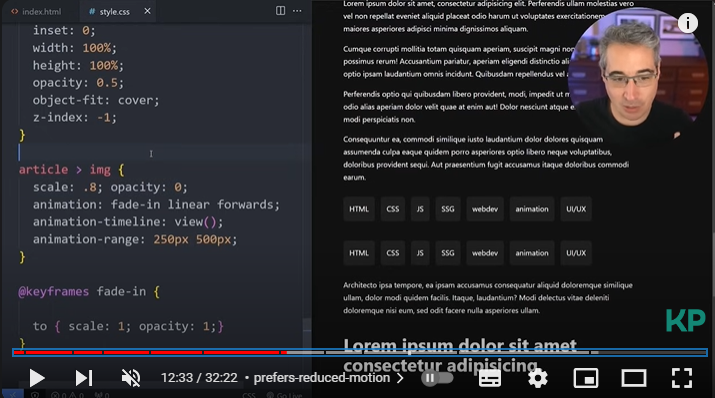 index.html
# style.css
inset: 0;
width: 100%;
height: 100%;
opacity: 0.5;
object-fit: cover;
z-index: -1;
}
article > img {
scale: .8; opacity: 0;
animation: fade-in linear forwards;
animation-timeline: view();
animation-range: 250px 500px;
}
@keyframes fade-in {
to { scale: 1; opacity: 1;}
}
Lorem ipsum dolor sit amet, consectetur adipisicing elit. Perferendis ullam molestias vero
vel non repellat eveniet aliquid placeat odio harum ut voluptates exercitationem
maiores asperiores adipisci minima dignissimos aliquam.
Cumque corrupti mollitia totam quisquam aperiam, suscipit magni non
possimus rerum! Accusantium pariatur, aperiam eligendi distinctio
optio ipsam laudantium omnis incidunt. Quibusdam repellendus vel
Perferendis optio qui quibusdam libero provident, modi, impedit ut
odio alias aperiam dolor velit quae at enim aut! Dolor nesciunt atque
modi perspiciatis non.
Consequuntur ea, commodi similique iusto laudantium dolor dolores quisquam
assumenda culpa eaque quidem porro asperiores optio libero neque voluptatibus,
doloribus provident sequi. Aut praesentium fugit accusamus itaque doloribus commodi
earum.
HTML CSS JS SSG webdev animation UI/UX
HTML CSS JS SSG webdev animation UI/UX
Architecto ipsa tempore, ea ipsam accusamus consequatur aliquid doloremque similique
ullam, dolor modi quidem facilis. Itaque, laudantium? Modi delectus vitae deleniti
doloremque nisi eum, sed odit facere nulla asperiores ullam.
KP
Lorem ipsum dolor sit amet
consectetur adipisicing
12:33 / 32:22 • prefers-reduced-motion
CSS
Go Live